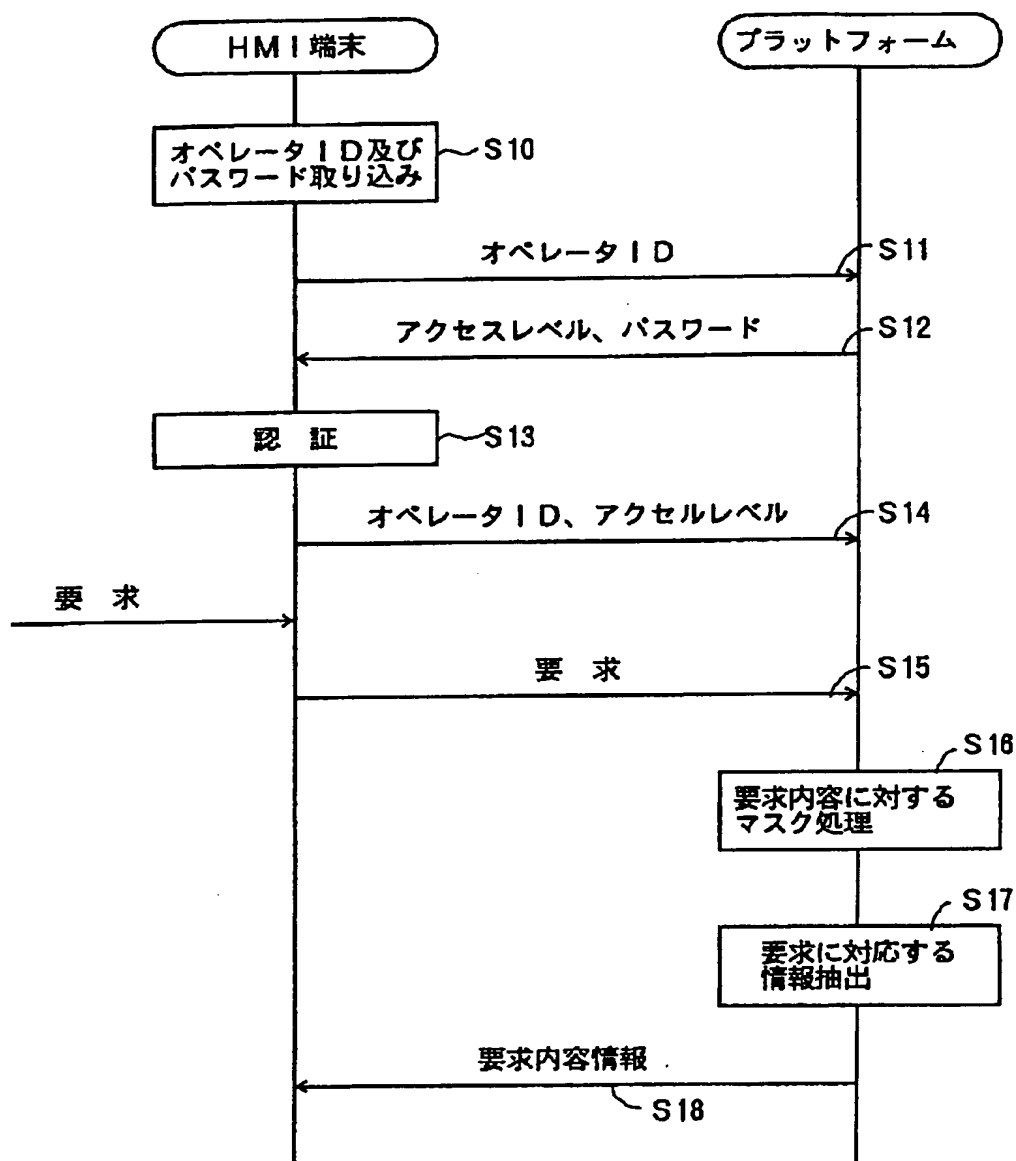 HMI端末
プラットフォーム
オペレータID及び
パスワード取り込み
S10
オペレータID
S11
アクセスレベル、パスワード
S12
認 証
S13
オペレータID、アクセルレベル
S14
要 求
要 求
S15
S16
要求内容に対する
マスク処理
S17
要求に対応する
情報抽出
要求内容情報
S18